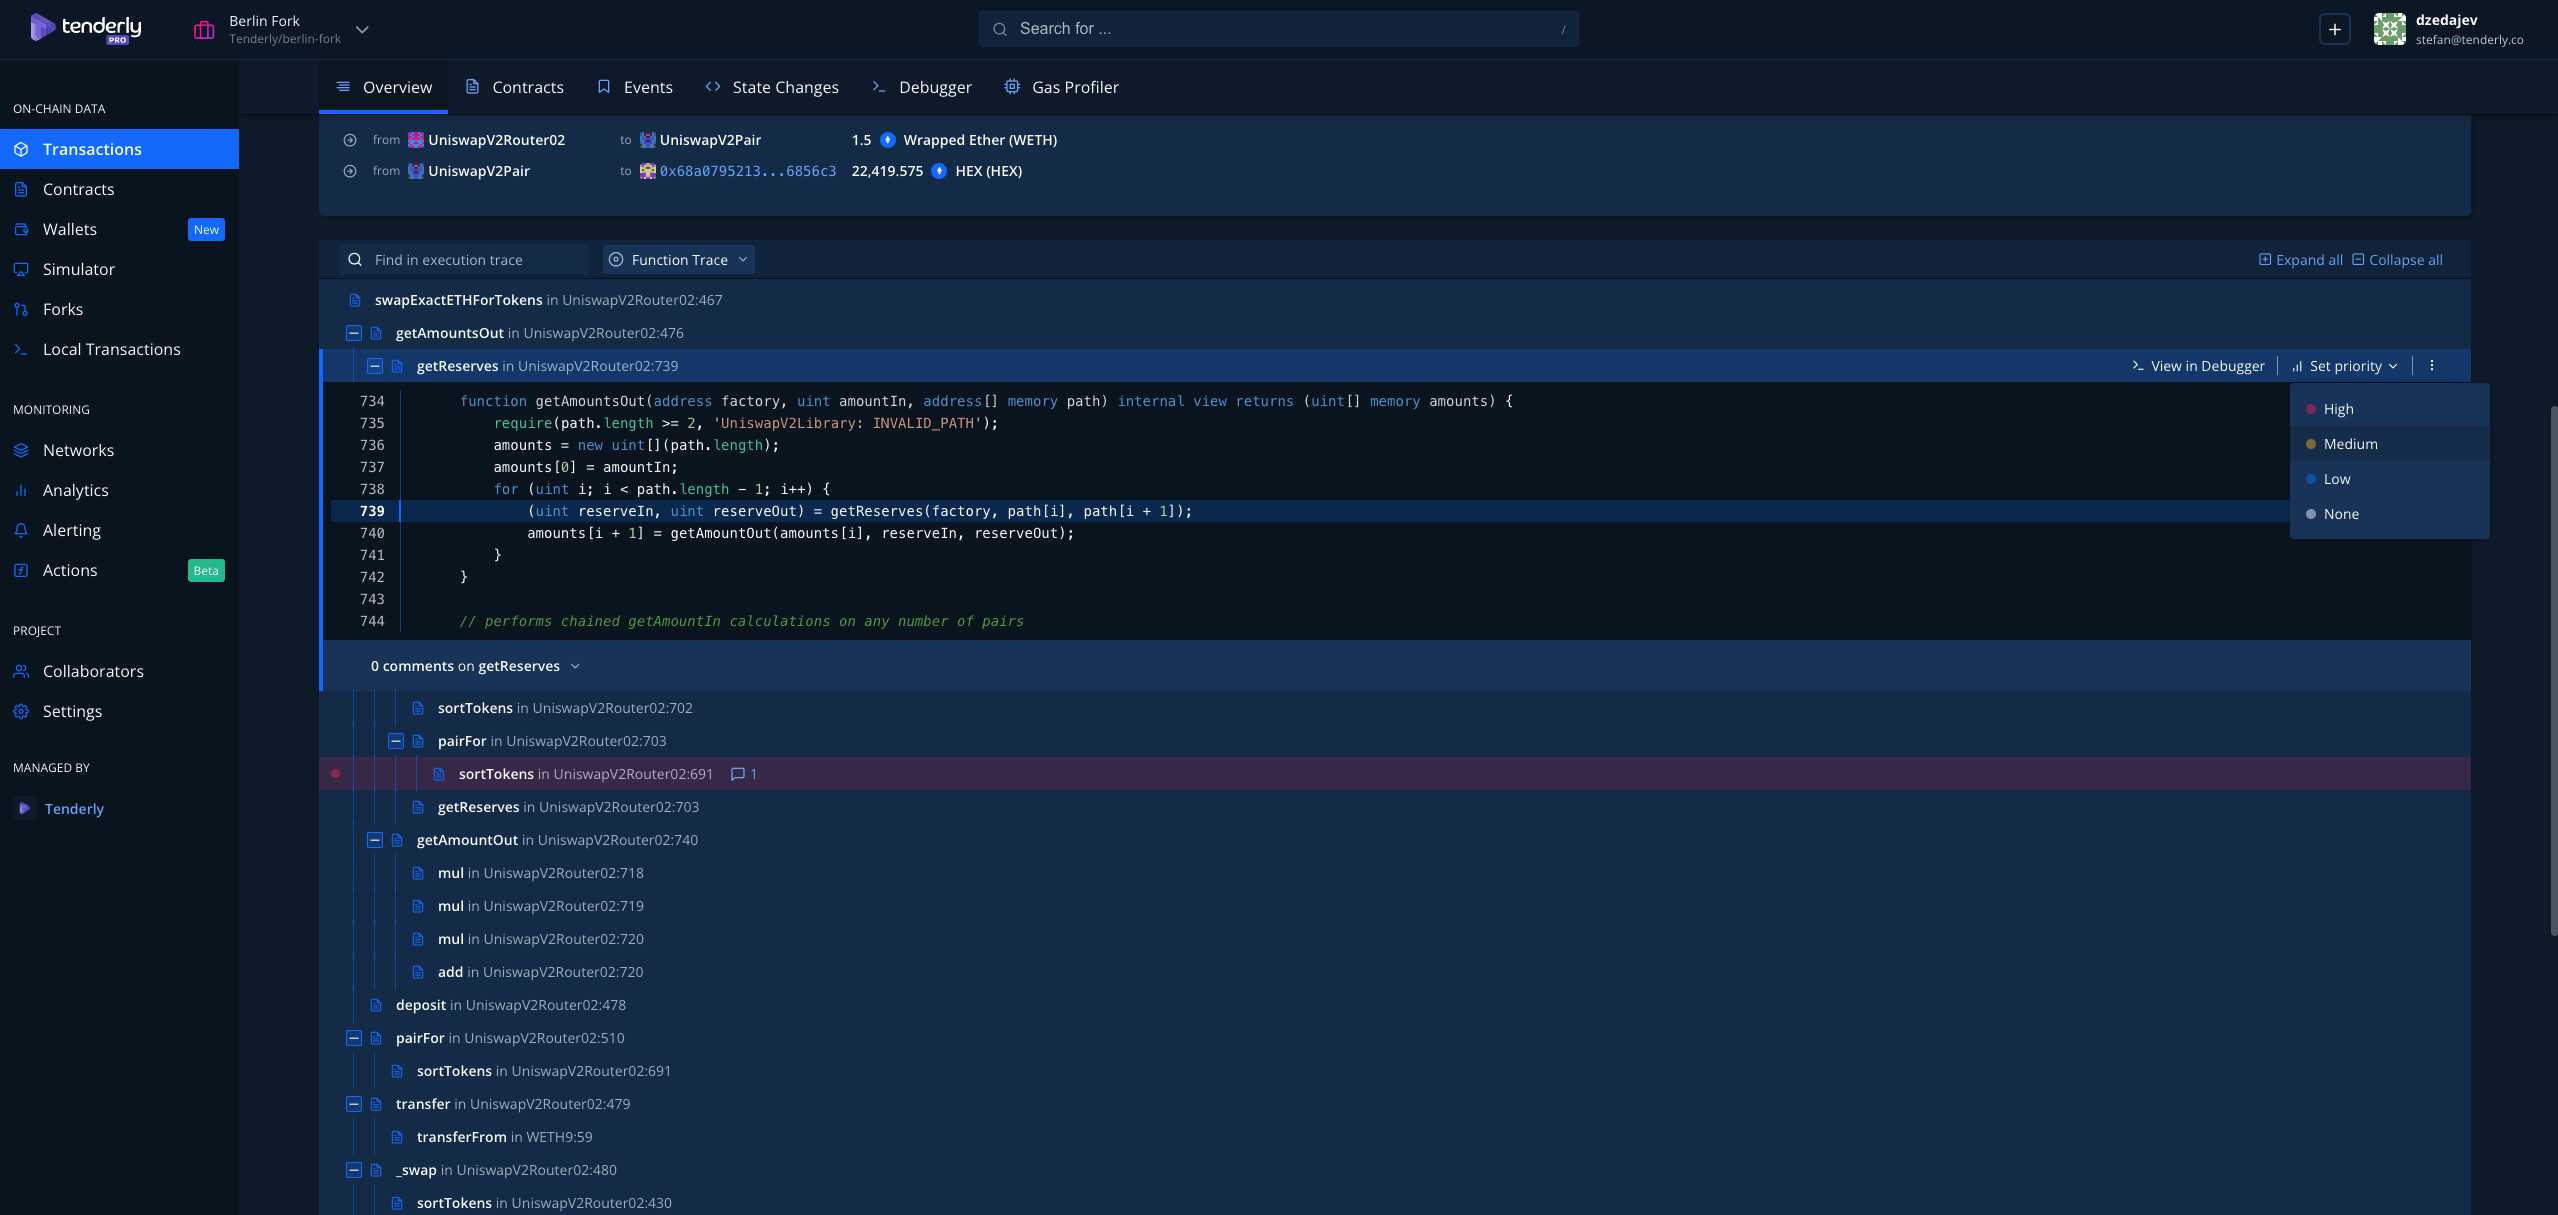 tenderly
PRO
Berlin Fork
Tenderly/berlin-fork
Search for ...
/
dzedajev
stefan@tenderly.co
ON-CHAIN DATA
Transactions
Contracts
Wallets New
Simulator
Forks
Local Transactions
MONITORING
Networks
Analytics
Alerting
Actions Beta
PROJECT
Collaborators
Settings
MANAGED BY
Tenderly
Overview Contracts Events State Changes Debugger Gas Profiler
from UniswapV2Router02 to UniswapV2Pair 1.5 Wrapped Ether (WETH)
from UniswapV2Pair to 0x68a0795213...6856c3 22,419.575 HEX (HEX)
Find in execution trace Function Trace Expand all Collapse all
swapExactETHForTokens in UniswapV2Router02:467
getAmountsOut in UniswapV2Router02:476
getReserves in UniswapV2Router02:739 View in Debugger Set priority
High
Medium
Low
None
734 function getAmountsOut(address factory, uint amountIn, address[] memory path) internal view returns (uint[] memory amounts) {
735 require(path.length >= 2, 'UniswapV2Library: INVALID_PATH');
736 amounts = new uint[](path.length);
737 amounts[0] = amountIn;
738 for (uint i; i < path.length - 1; i++) {
739 (uint reserveIn, uint reserveOut) = getReserves(factory, path[i], path[i + 1]);
740 amounts[i + 1] = getAmountOut(amounts[i], reserveIn, reserveOut);
741 }
742 }
743
744 // performs chained getAmountIn calculations on any number of pairs
0 comments on getReserves
sortTokens in UniswapV2Router02:702
pairFor in UniswapV2Router02:703
sortTokens in UniswapV2Router02:691 1
getReserves in UniswapV2Router02:703
getAmountOut in UniswapV2Router02:740
mul in UniswapV2Router02:718
mul in UniswapV2Router02:719
mul in UniswapV2Router02:720
add in UniswapV2Router02:720
deposit in UniswapV2Router02:478
pairFor in UniswapV2Router02:510
sortTokens in UniswapV2Router02:691
transfer in UniswapV2Router02:479
transferFrom in WETH9:59
_swap in UniswapV2Router02:480
sortTokens in UniswapV2Router02:430